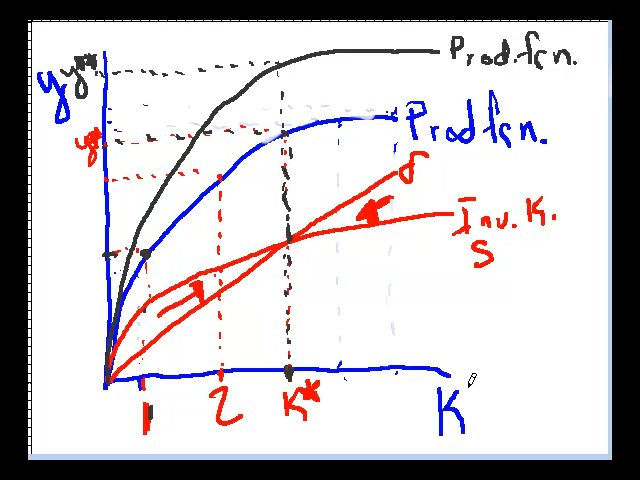 y**
Prod.fcn.
y
y*
Prod fcn.
δ
Inv. K.
S
1
2
K*
K